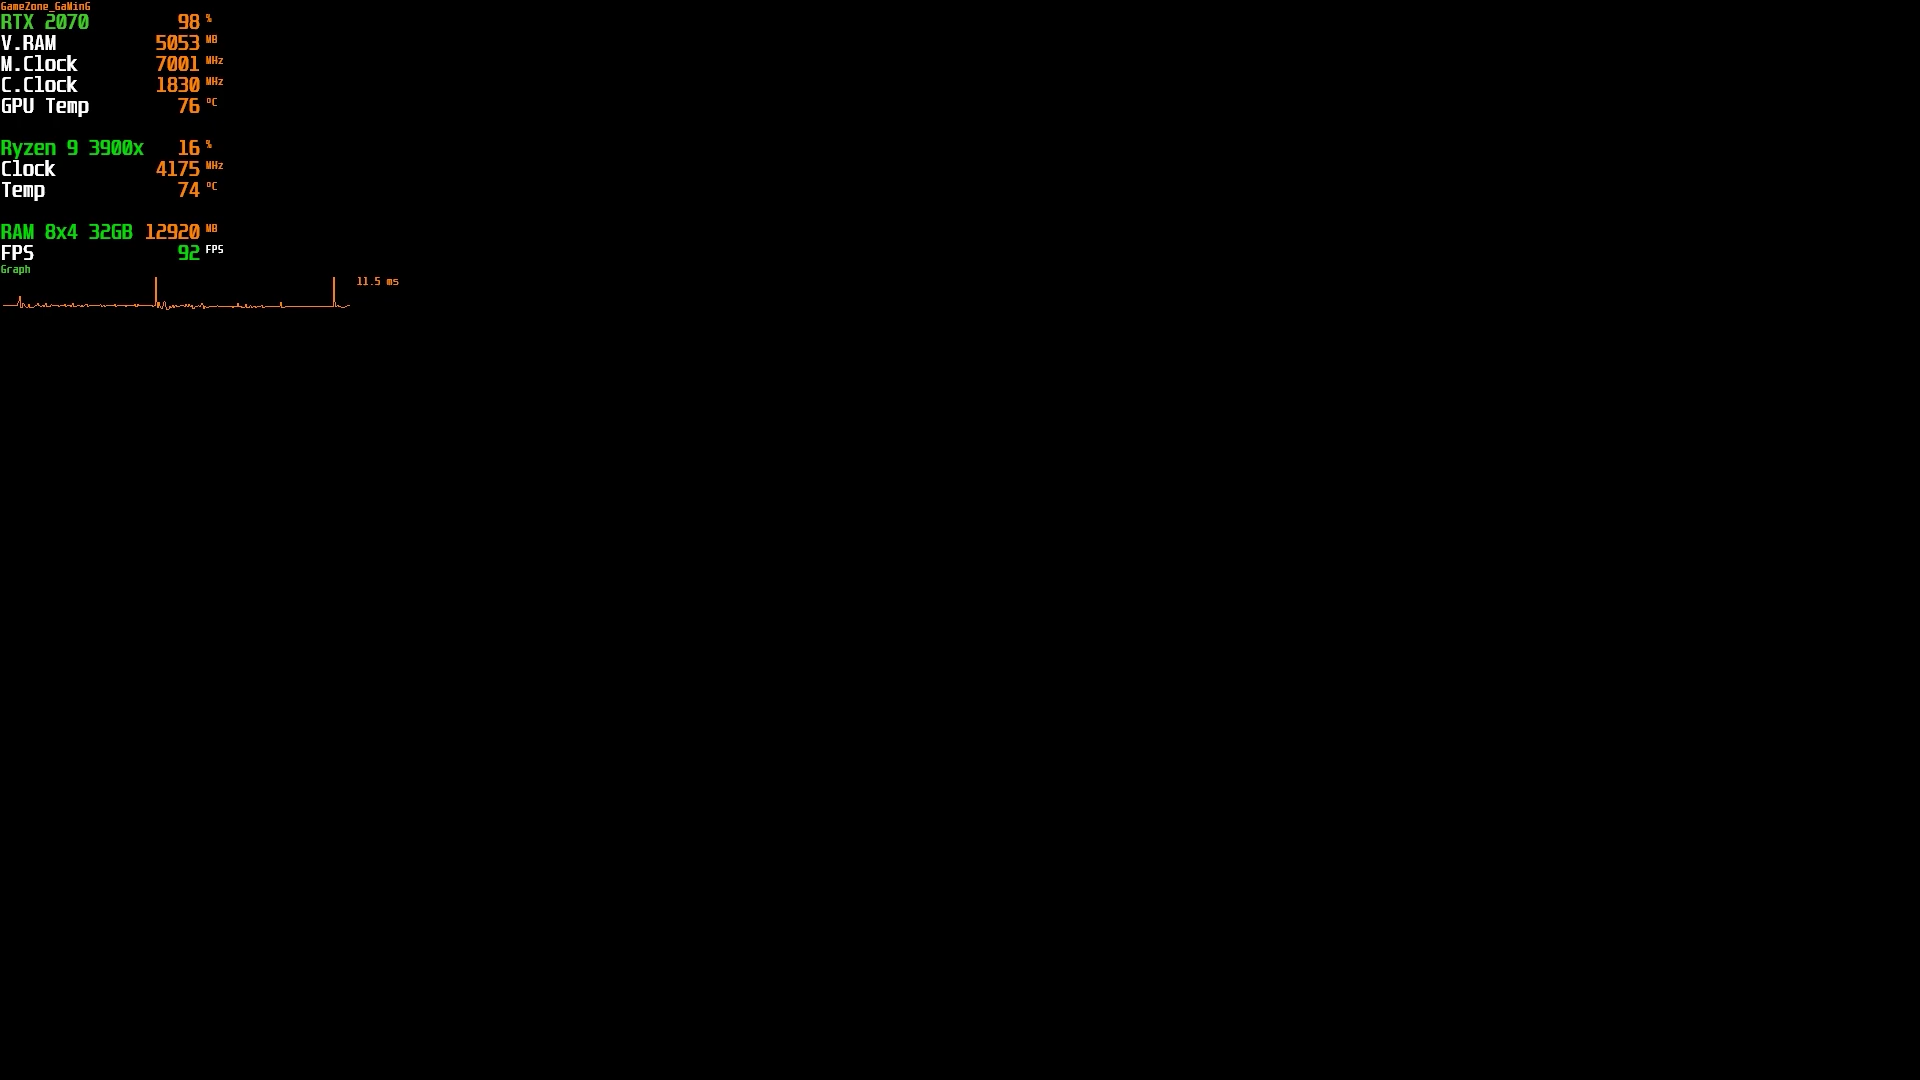 GameZone_GaMinG
RTX 2070 98 %
V.RAM 5053 MB
M.Clock 7001 MHz
C.Clock 1830 MHz
GPU Temp 76 °C
Ryzen 9 3900x 16 %
Clock 4175 MHz
Temp 74 °C
RAM 8x4 32GB 12920 MB
FPS 92 FPS
Graph
11.5 ms